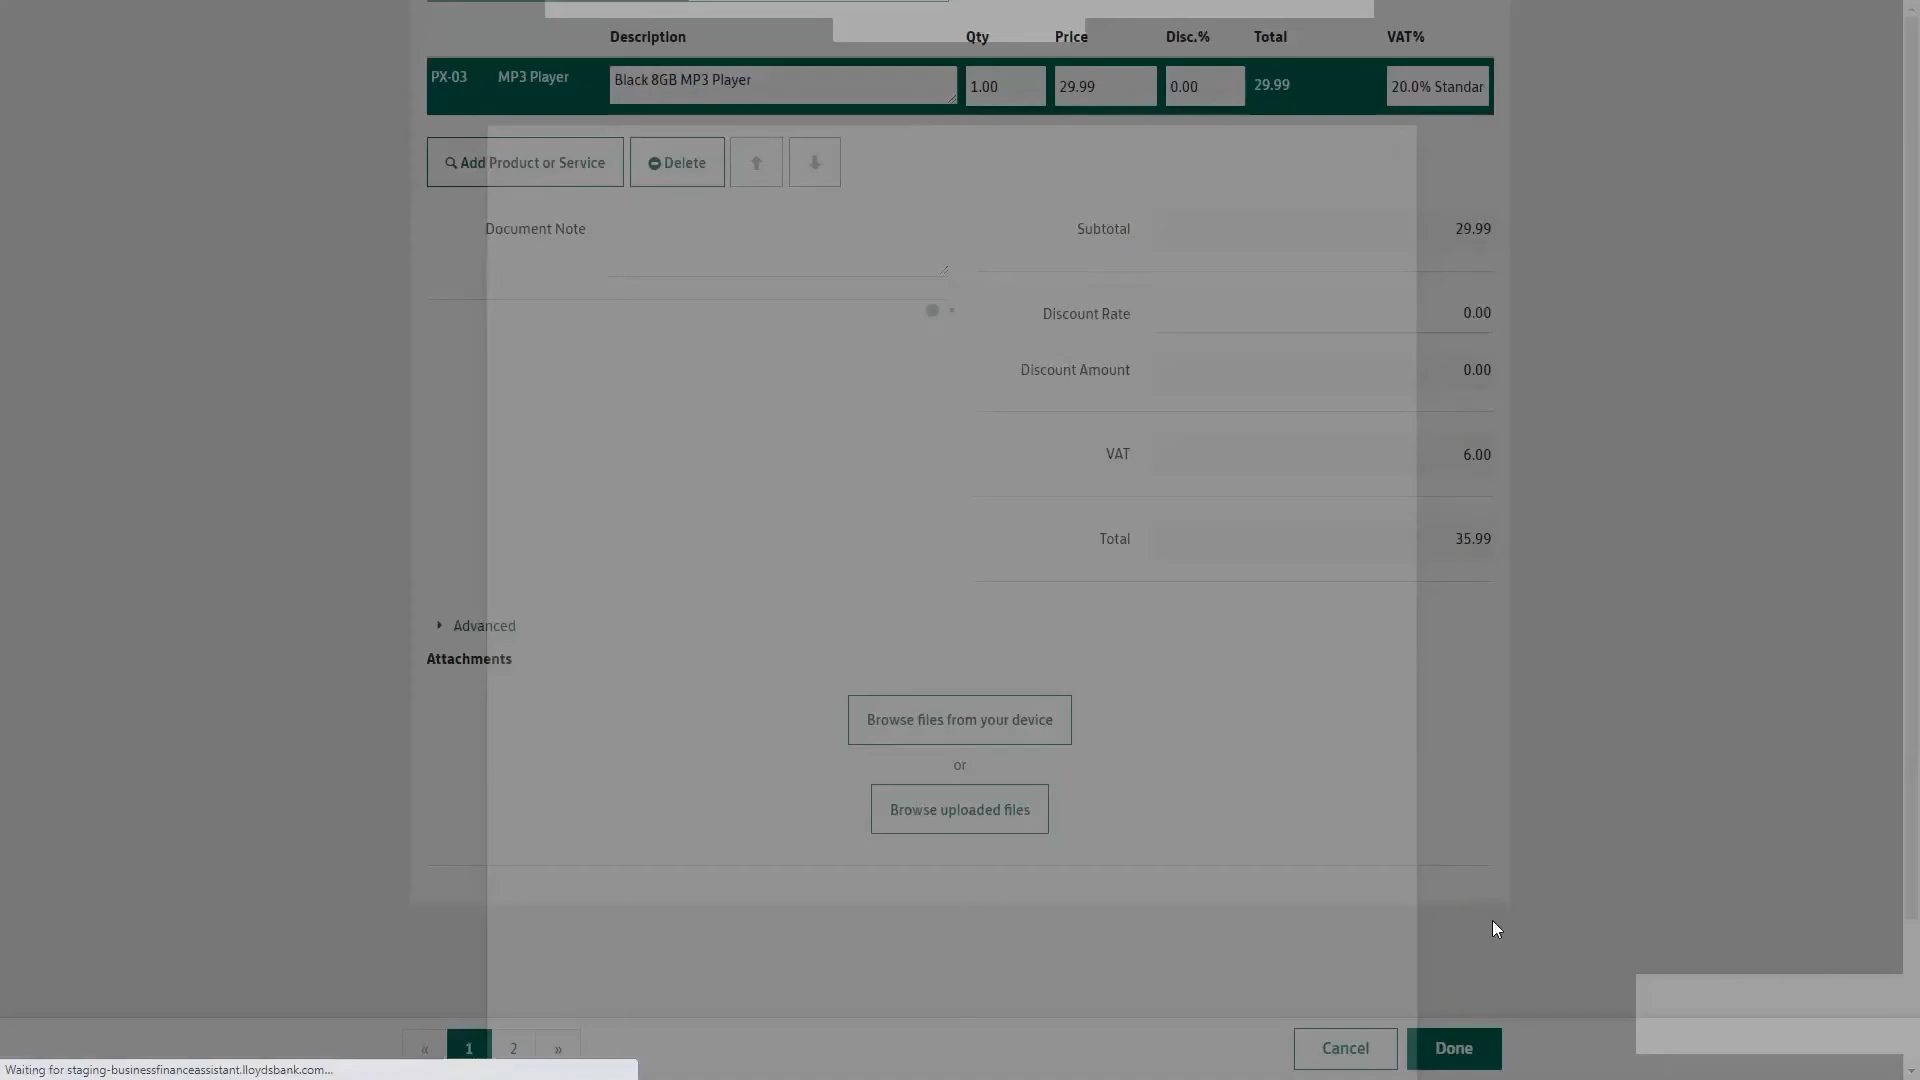 Description Qty Price Disc.% Total VAT%
PX-03 MP3 Player Black 8GB MP3 Player 1.00 29.99 0.00 29.99 20.0% Standar
Add Product or Service Delete
Document Note Subtotal 29.99
Discount Rate 0.00
Discount Amount 0.00
VAT 6.00
Total 35.99
Advanced
Attachments
Browse files from your device
or
Browse uploaded files
« 1 2 » Cancel Done
Waiting for staging-businessfinanceassistant.lloydsbank.com...